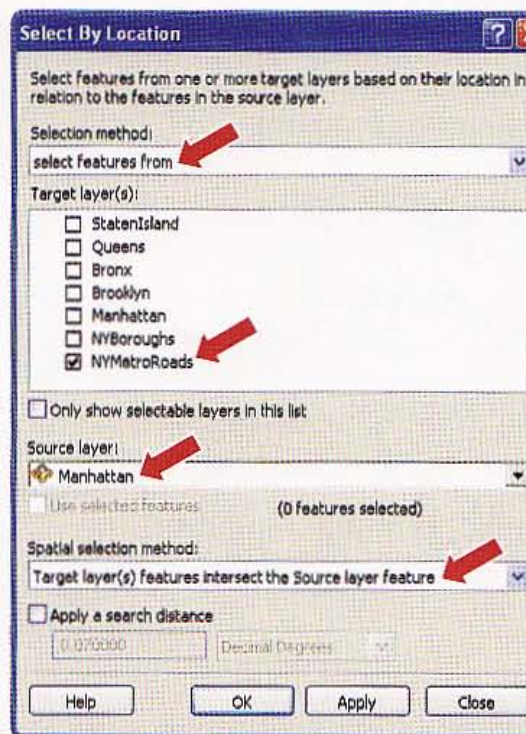 Select By Location
?
Select features from one or more target layers based on their location in
relation to the features in the source layer.
Selection method:
select features from
Target layer(s):
StatenIsland
Queens
Bronx
Brooklyn
Manhattan
NYBoroughs
NYMetroRoads
Only show selectable layers in this list
Source layer:
Manhattan
Use selected features (0 features selected)
Spatial selection method:
Target layer(s) features intersect the Source layer feature
Apply a search distance
0.070000 Decimal Degrees
Help OK Apply Close